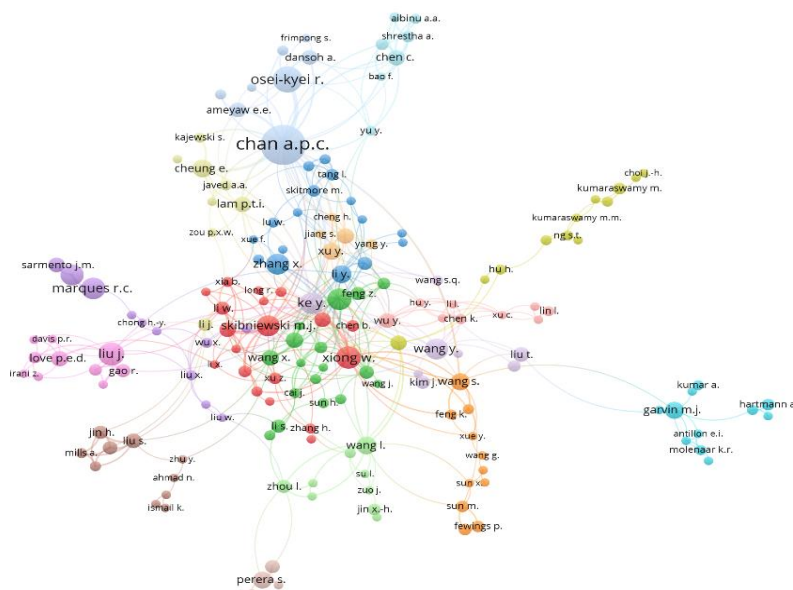 aibinu a.a.
frimpong s.
shrestha a.
dansoh a.
chen c.
osei-kyei r.
bao f.
ameyaw e.e.
yu y.
kajewski s.
chan a.p.c.
cheung e.
tang l.
choi j.-h.
javed a.a.
skitmore m.
kumaraswamy m.
lam p.t.i.
cheng h.
kumaraswamy m.m.
lu w.
zou p.x.w.
jiang s.
ng s.t.
xue f.
yang y.
xu y.
sarmento j.m.
zhang x.
li y.
hu h.
marques r.c.
xia b.
leng r.
feng z.
wang s.q.
ke y.
hu y.
li l.
lin l.
li w.
xu c.
chong h.-y.
li j.
skibniewski m.j.
chen b.
wu y.
chen k.
davis p.r.
wu x.
wang y.
liu j.
love p.e.d.
wang x.
xiong w.
liu t.
irani z.
gao r.
liu x.
xu z.
wang j.
kim j.
wang s.
kumar a.
cai j.
sun h.
garvin m.j.
hartmann a
liu w.
feng k.
jin h.
liu s.
li s.
zhang h.
antillon e.i.
milis a.
wang l.
xue y.
molenaar k.r.
zhu y.
wang g.
ahmad n.
zhou l.
su l.
sun x.
zuo j.
ismail k.
jin x.-h.
sun m.
fewings p.
perera s.